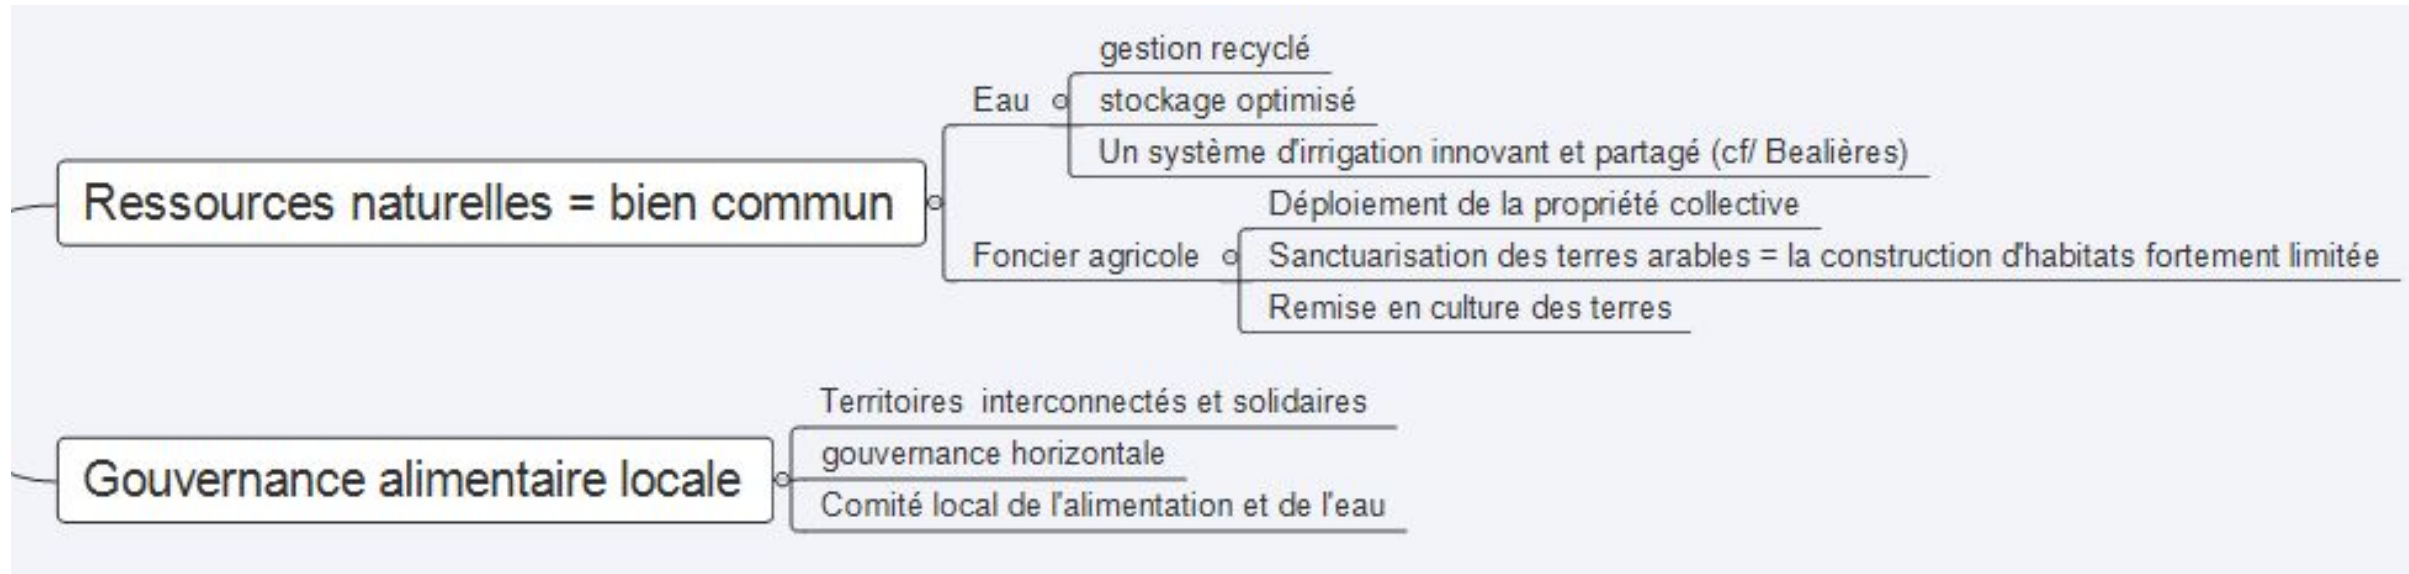 gestion recyclé
Eau
stockage optimisé
Un système d'irrigation innovant et partagé (cf/ Bealières)
Ressources naturelles = bien commun
Déploiement de la propriété collective
Foncier agricole
Sanctuarisation des terres arables = la construction d'habitats fortement limitée
Remise en culture des terres
Territoires  interconnectés et solidaires
gouvernance horizontale
Gouvernance alimentaire locale
Comité local de l'alimentation et de l'eau